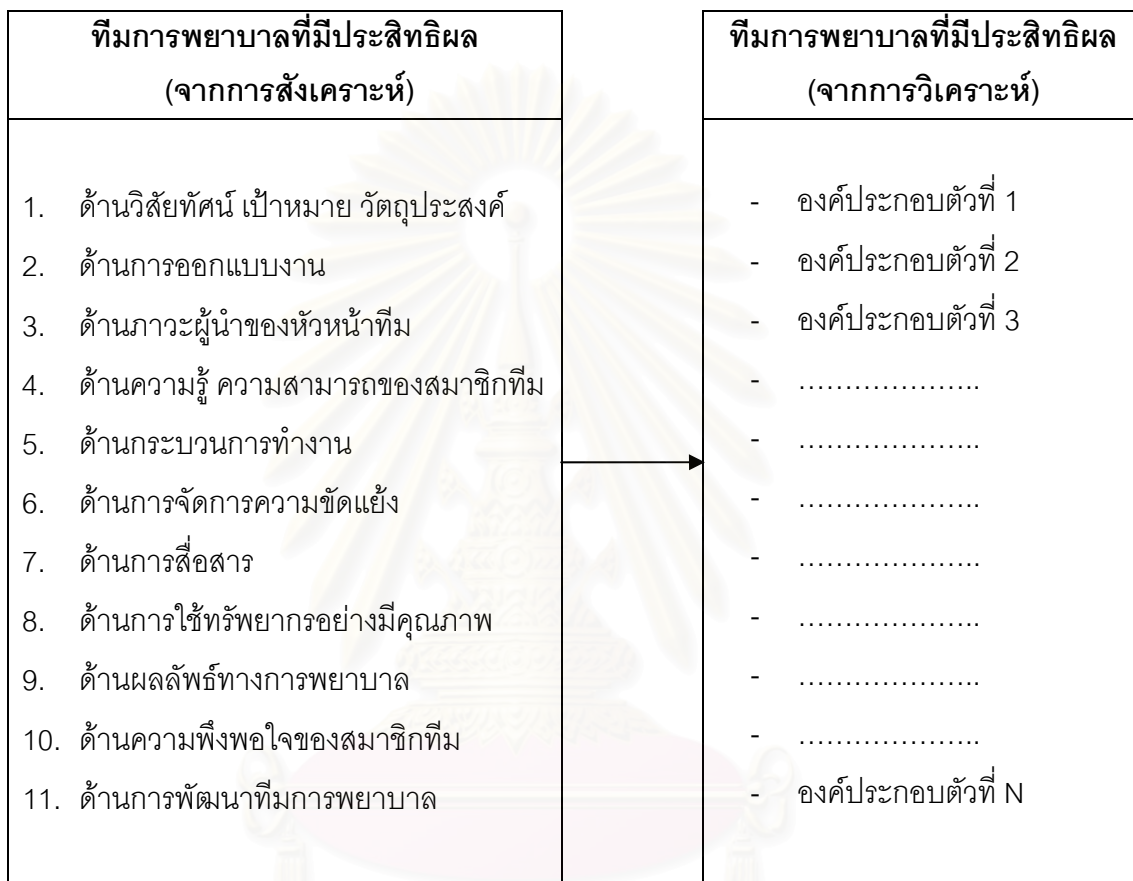 ทีมการพยาบาลที่มีประสิทธิผล
(จากการสังเคราะห์)
1. ด้านวิสัยทัศน์ เป้าหมาย วัตถุประสงค์
2. ด้านการออกแบบงาน
3. ด้านภาวะผู้นำของหัวหน้าทีม
4. ด้านความรู้ ความสามารถของสมาชิกทีม
5. ด้านกระบวนการทำงาน
6. ด้านการจัดการความขัดแย้ง
7. ด้านการสื่อสาร
8. ด้านการใช้ทรัพยากรอย่างมีคุณภาพ
9. ด้านผลลัพธ์ทางการพยาบาล
10. ด้านความพึงพอใจของสมาชิกทีม
11. ด้านการพัฒนาทีมการพยาบาล
ทีมการพยาบาลที่มีประสิทธิผล
(จากการวิเคราะห์)
- องค์ประกอบตัวที่ 1
- องค์ประกอบตัวที่ 2
- องค์ประกอบตัวที่ 3
- ………………..
- ………………..
- ………………..
- ………………..
- ………………..
- ………………..
- ………………..
- องค์ประกอบตัวที่ N